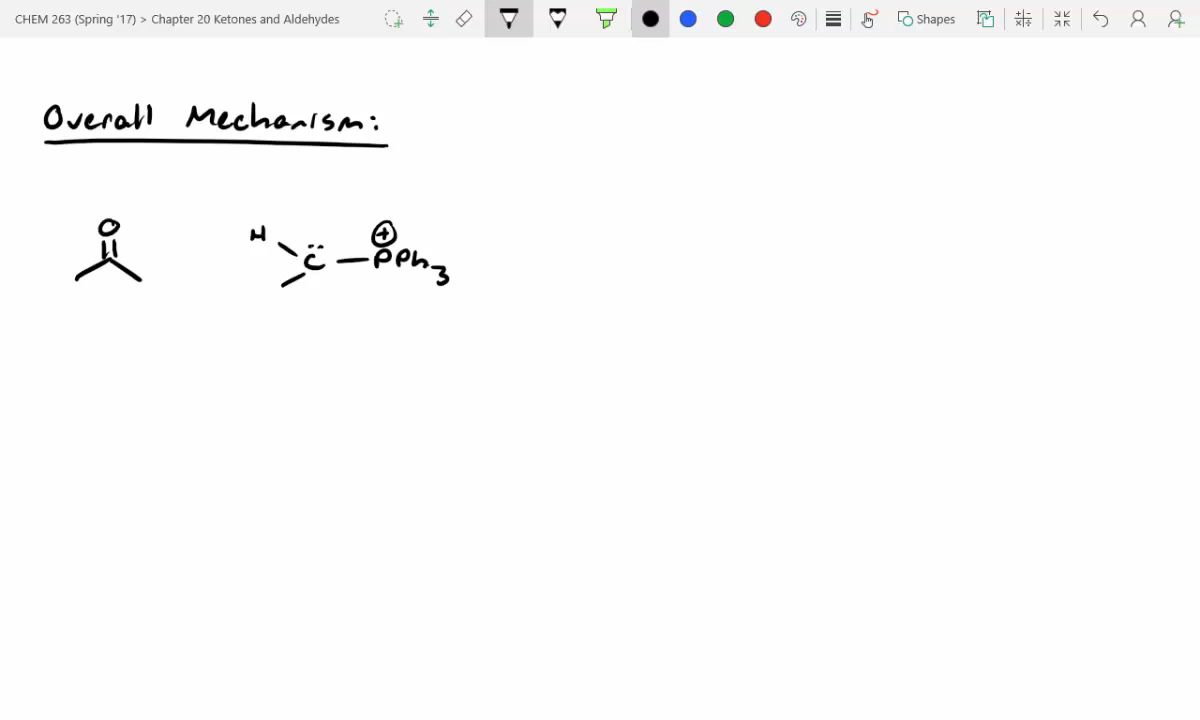 CHEM 263 (Spring '17) > Chapter 20 Ketones and Aldehydes
Shapes
Overall Mechanism:
O
H
C
+
PPh3